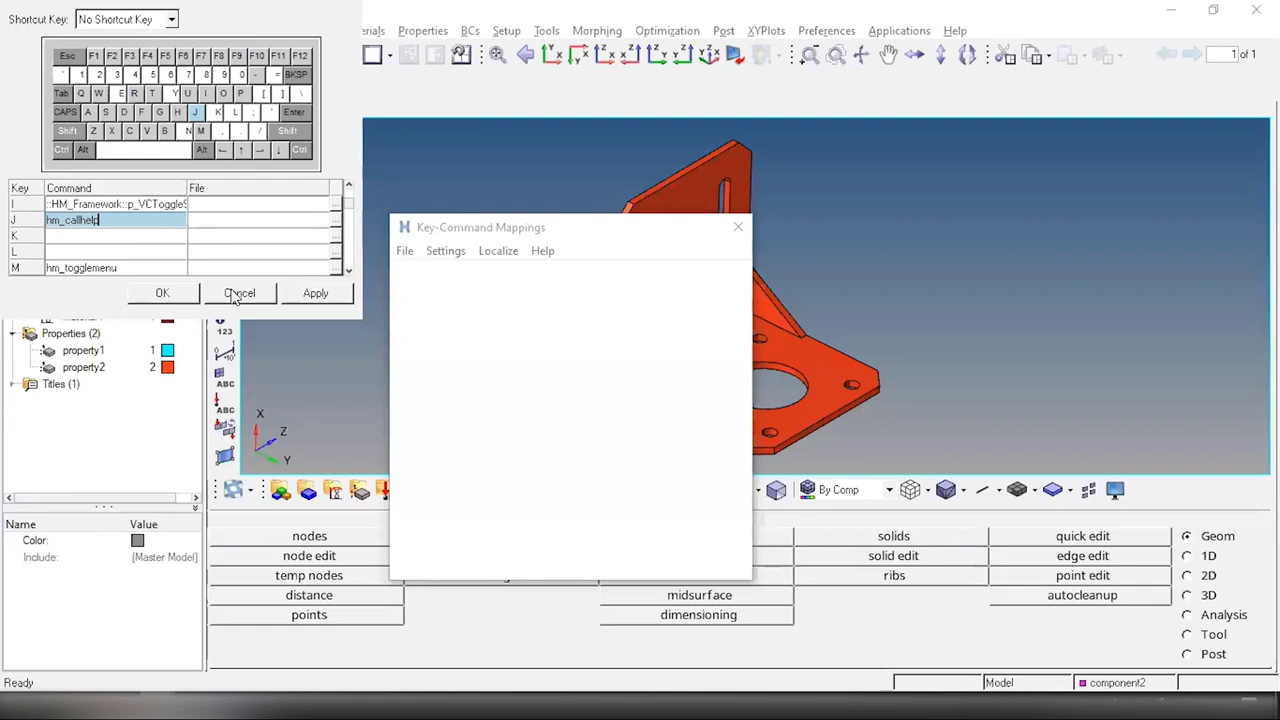 Shortcut Key: No Shortcut Key
Esc F1 F2 F3 F4 F5 F6 F7 F8 F9 F10 F11 F12
` 1 2 3 4 5 6 7 8 9 0 - = BKSP
Tab Q W E R T Y U I O P [ ] \
CAPS A S D F G H J K L ; ' Enter
Shift Z X C V B N M , . / Shift
Ctrl Alt Alt Ctrl
Key Command File
I ::HM_Framework::p_VCToggleS ...
J hm_callhelp ...
K ...
L ...
M hm_togglemenu ...
OK Cancel Apply
Properties BCs Setup Tools Morphing Optimization Post XYPlots Preferences Applications Help
1 of 1
Key-Command Mappings
File Settings Localize Help
Properties (2)
property1 1
property2 2
Titles (1)
123
ABC
ABC
X
Z
Y
By Comp
Name Value
Color:
Include: [Master Model]
nodes solids quick edit Geom
node edit solid edit edge edit 1D
temp nodes ribs point edit 2D
distance midsurface autocleanup 3D
points dimensioning Analysis
Tool
Post
Ready Model component2